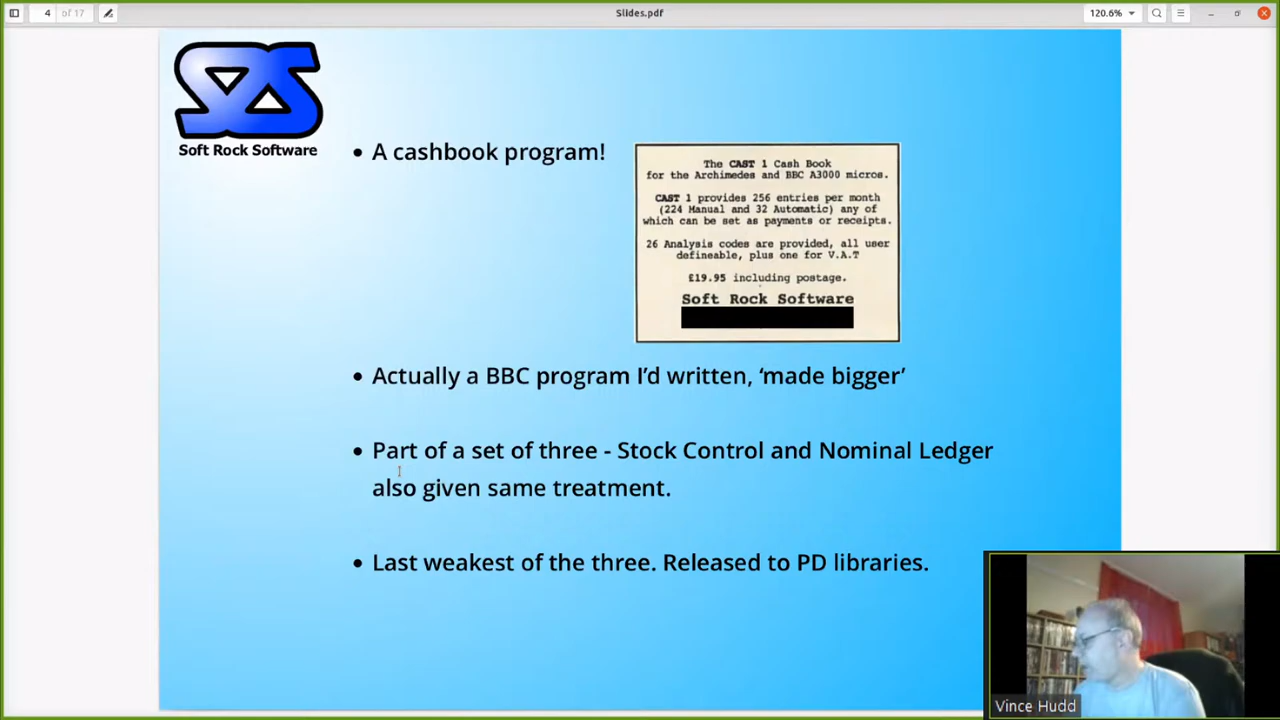 4 of 17
Slides.pdf
120.6%
Soft Rock Software
• A cashbook program!
The CAST 1 Cash Book
for the Archimedes and BBC A3000 micros.
CAST 1 provides 256 entries per month
(224 Manual and 32 Automatic) any of
which can be set as payments or receipts.
26 Analysis codes are provided, all user
defineable, plus one for V.A.T
£19.95 including postage.
Soft Rock Software
• Actually a BBC program I’d written, ‘made bigger’
• Part of a set of three - Stock Control and Nominal Ledger
also given same treatment.
• Last weakest of the three. Released to PD libraries.
Vince Hudd